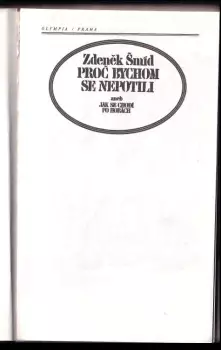 OLYMPIA / PRAHA
Zdeněk Šmíd
PROČ BYCHOM
SE NEPOTILI
aneb
JAK SE CHODÍ
PO HORÁCH